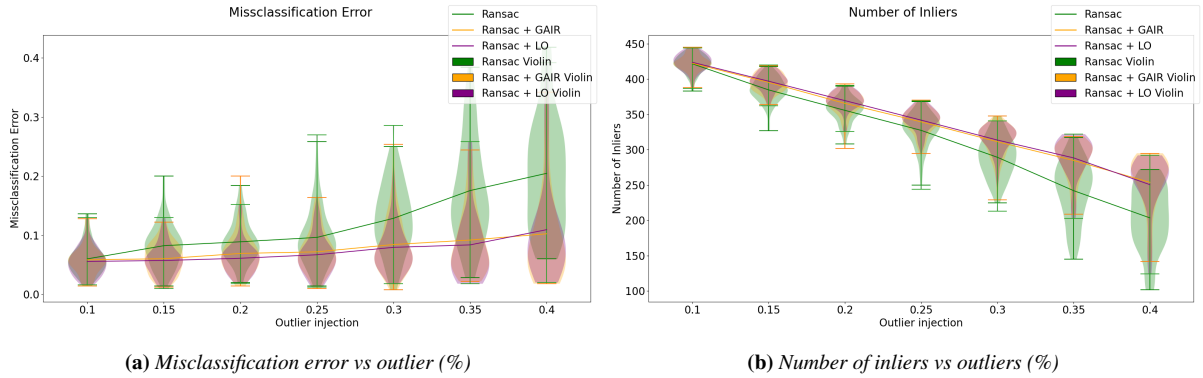 Missclassification Error
Ransac
Ransac + GAIR
Ransac + LO
Ransac Violin
Ransac + GAIR Violin
Ransac + LO Violin
Missclassification Error
0.4
0.3
0.2
0.1
0.0
0.1 0.15 0.2 0.25 0.3 0.35 0.4
Outlier injection
(a) Misclassification error vs outlier (%)
Number of Inliers
Ransac
Ransac + GAIR
Ransac + LO
Ransac Violin
Ransac + GAIR Violin
Ransac + LO Violin
Number of Inliers
450
400
350
300
250
200
150
100
0.1 0.15 0.2 0.25 0.3 0.35 0.4
Outlier injection
(b) Number of inliers vs outliers (%)